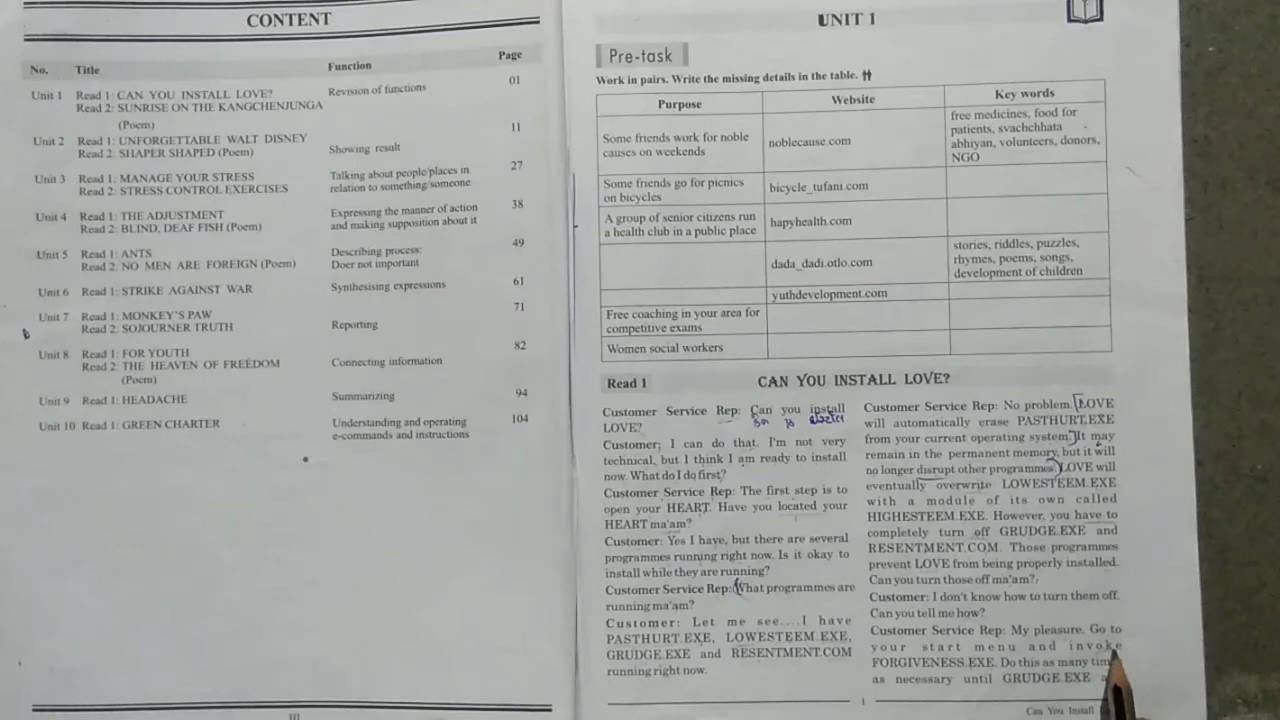 CONTENT
No. Title Function Page
Unit 1 Read 1: CAN YOU INSTALL LOVE? Revision of functions 01
Read 2: SUNRISE ON THE KANGCHENJUNGA
(Poem)
Unit 2 Read 1: UNFORGETTABLE WALT DISNEY 11
Read 2: SHAPER SHAPED (Poem) Showing result
Unit 3 Read 1: MANAGE YOUR STRESS Talking about people/places in 27
Read 2: STRESS CONTROL EXERCISES relation to something/someone
Unit 4 Read 1: THE ADJUSTMENT Expressing the manner of action 38
Read 2: BLIND, DEAF FISH (Poem) and making supposition about it
Unit 5 Read 1: ANTS Describing process: 49
Read 2: NO MEN ARE FOREIGN (Poem) Doer not important
Unit 6 Read 1: STRIKE AGAINST WAR Synthesising expressions 61
Unit 7 Read 1: MONKEY'S PAW 71
Read 2: SOJOURNER TRUTH Reporting
Unit 8 Read 1: FOR YOUTH 82
Read 2: THE HEAVEN OF FREEDOM Connecting information
(Poem)
Unit 9 Read 1: HEADACHE Summarizing 94
Unit 10 Read 1: GREEN CHARTER Understanding and operating 104
e-commands and instructions
III
UNIT 1
Pre-task
Work in pairs. Write the missing details in the table.
Purpose Website Key words
Some friends work for noble
causes on weekends
noblecause.com
free medicines, food for
patients, svachchhata
abhiyan, volunteers, donors,
NGO
Some friends go for picnics
on bicycles
bicycle_tufani.com
A group of senior citizens run
a health club in a public place
hapyhealth.com
dada_dadi.otlo.com
stories, riddles, puzzles,
rhymes, poems, songs,
development of children
yuthdevelopment.com
Free coaching in your area for
competitive exams
Women social workers
Read 1 CAN YOU INSTALL LOVE?
Customer Service Rep: Can you install
LOVE?
Customer: I can do that. I'm not very
technical, but I think I am ready to install
now. What do I do first?
Customer Service Rep: The first step is to
open your HEART. Have you located your
HEART ma'am?
Customer: Yes I have, but there are several
programmes running right now. Is it okay to
install while they are running?
Customer Service Rep: What programmes are
running ma'am?
Customer: Let me see....I have
PASTHURT.EXE, LOWESTEEM.EXE,
GRUDGE.EXE and RESENTMENT.COM
running right now.
Customer Service Rep: No problem. LOVE
will automatically erase PASTHURT.EXE
from your current operating system. It may
remain in the permanent memory, but it will
no longer disrupt other programmes. LOVE will
eventually overwrite LOWESTEEM.EXE
with a module of its own called
HIGHESTEEM.EXE. However, you have to
completely turn off GRUDGE.EXE and
RESENTMENT.COM. Those programmes
prevent LOVE from being properly installed.
Can you turn those off ma'am?
Customer: I don't know how to turn them off.
Can you tell me how?
Customer Service Rep: My pleasure. Go to
your start menu and invoke
FORGIVENESS.EXE. Do this as many
as necessary until GRUDGE.EXE
1
Can You Install